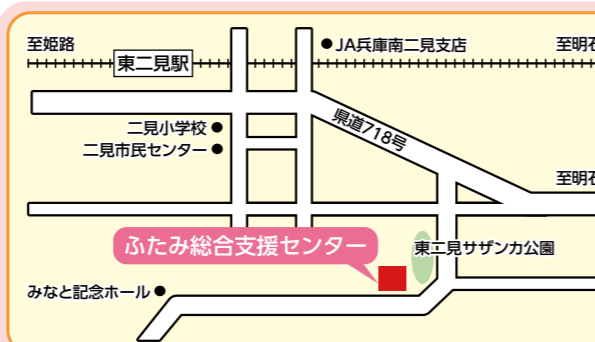 至姫路
JA兵庫南二見支店
至明石
東二見駅
県道718号
二見小学校
二見市民センター
至明石
ふたみ総合支援センター
東二見サザンカ公園
みなと記念ホール